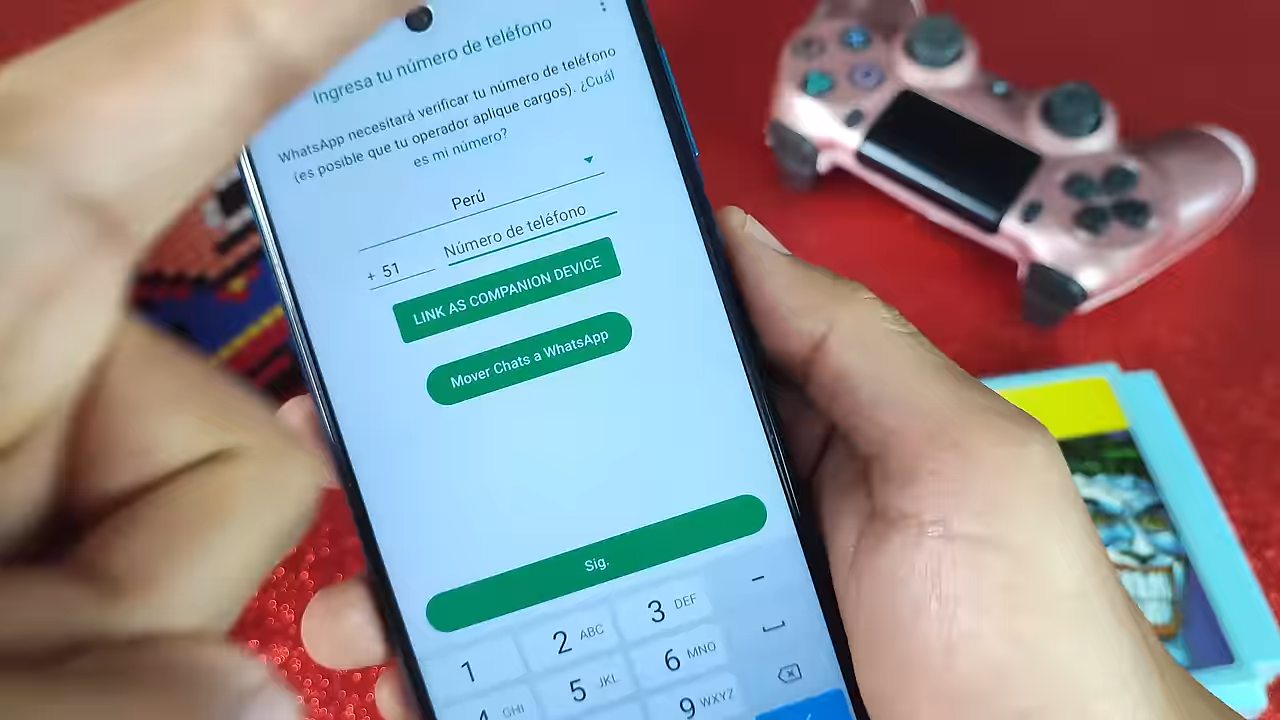 Ingresa tu número de teléfono
WhatsApp necesitará verificar tu número de teléfono
(es posible que tu operador aplique cargos). ¿Cuál
es mi número?
Perú
+ 51 Número de teléfono
LINK AS COMPANION DEVICE
Mover Chats a WhatsApp
Sig.
1 2 ABC 3 DEF
4 GHI 5 JKL 6 MNO
9 WXYZ